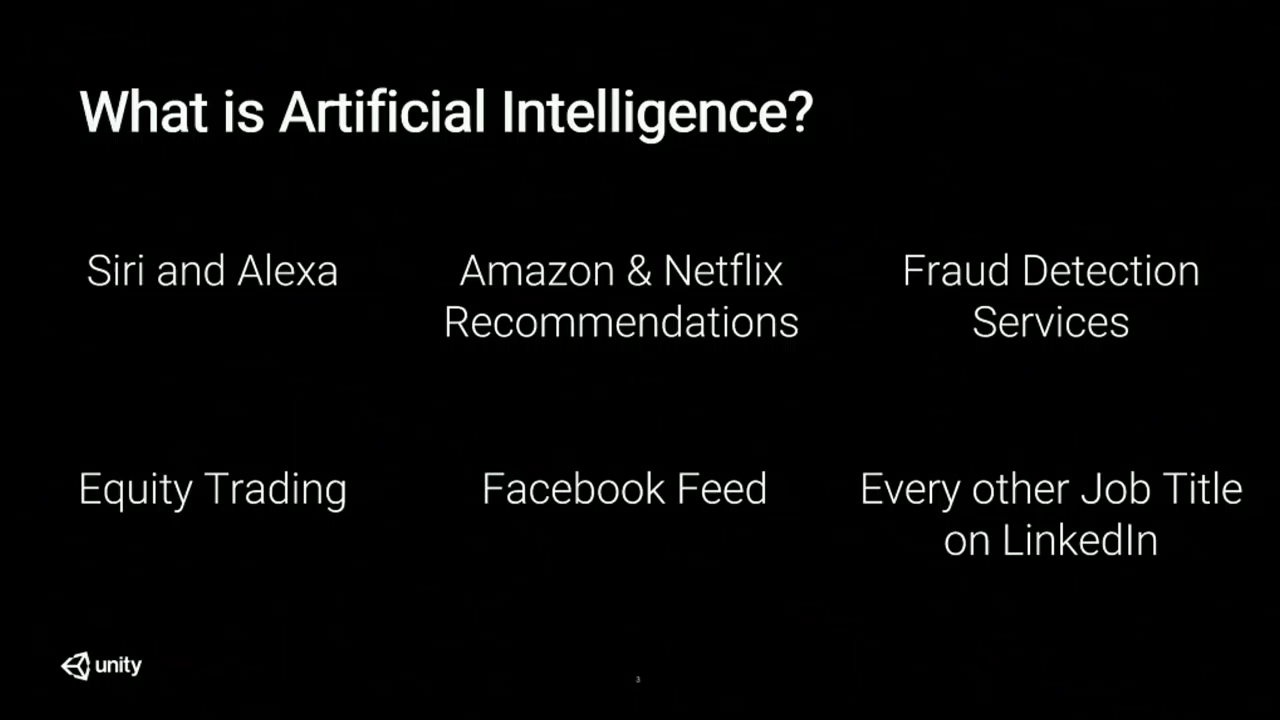 What is Artificial Intelligence?
Siri and Alexa
Amazon & Netflix
Recommendations
Fraud Detection
Services
Equity Trading
Facebook Feed
Every other Job Title
on LinkedIn
unity
3